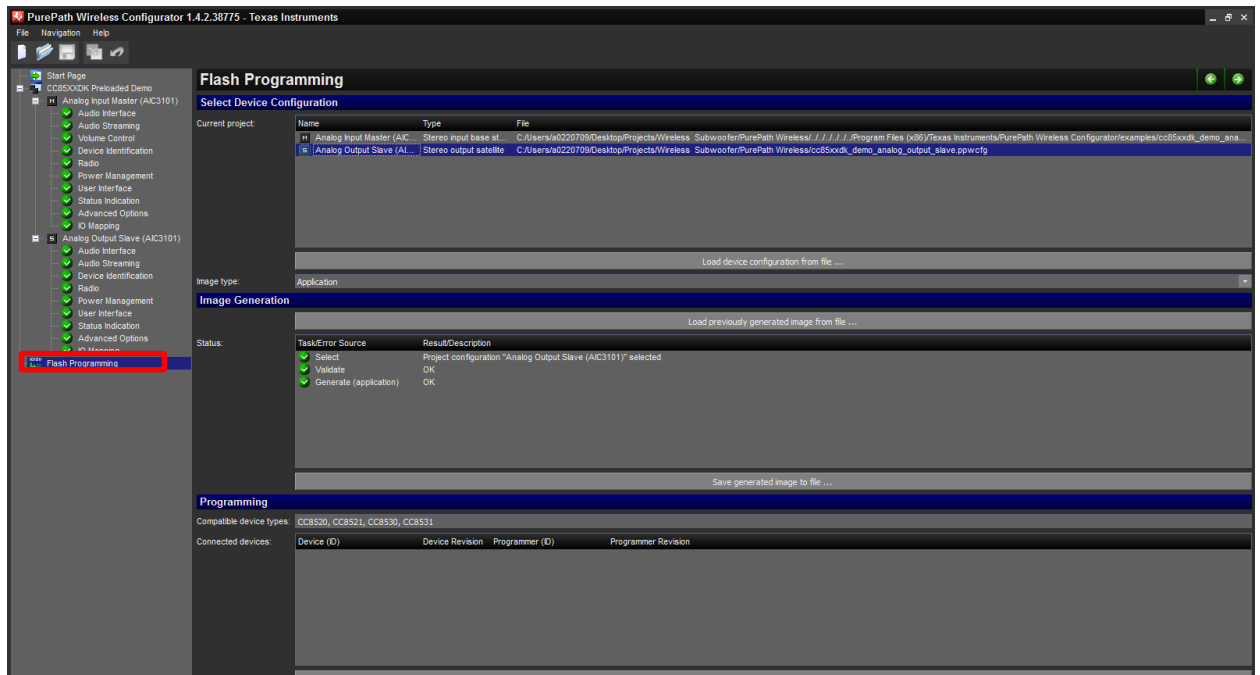 PurePath Wireless Configurator 1.4.2.38775 - Texas Instruments
File Navigation Help
Start Page
CC85XXDK Preloaded Demo
Analog Input Master (AIC3101)
Audio Interface
Audio Streaming
Volume Control
Device Identification
Radio
Power Management
User Interface
Status Indication
Advanced Options
IO Mapping
Analog Output Slave (AIC3101)
Audio Interface
Audio Streaming
Device Identification
Radio
Power Management
User Interface
Status Indication
Advanced Options
IO Mapping
Flash Programming
Flash Programming
Select Device Configuration
Current project:
Name Type File
Analog Input Master (AIC... Stereo input base st... C:/Users/a0220709/Desktop/Projects/Wireless Subwoofer/PurePath Wireless/../../../../../../Program Files (x86)/Texas Instruments/PurePath Wireless Configurator/examples/cc85xxdk_demo_ana...
Analog Output Slave (AI... Stereo output satellite C:/Users/a0220709/Desktop/Projects/Wireless Subwoofer/PurePath Wireless/cc85xxdk_demo_analog_output_slave.ppwcfg
Load device configuration from file ...
Image type: Application
Image Generation
Load previously generated image from file ...
Status:
Task/Error Source Result/Description
Select Project configuration "Analog Output Slave (AIC3101)" selected
Validate OK
Generate (application) OK
Save generated image to file ...
Programming
Compatible device types: CC8520, CC8521, CC8530, CC8531
Connected devices: Device (ID) Device Revision Programmer (ID) Programmer Revision